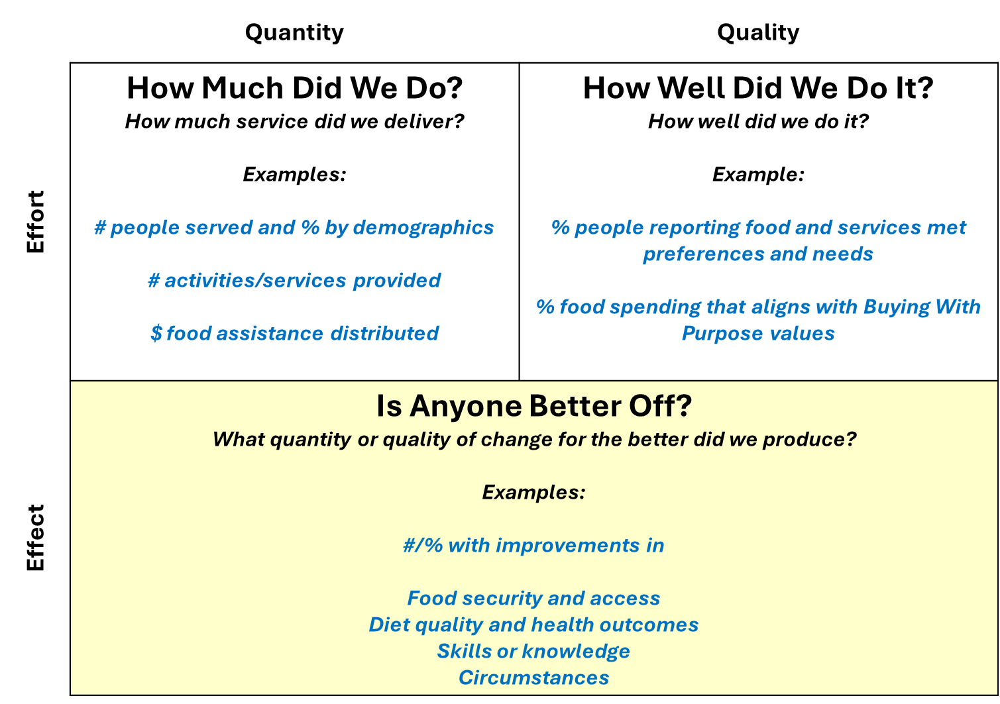 Quantity
Quality
How Much Did We Do?
How much service did we deliver?
Examples:
# people served and % by demographics
# activities/services provided
$ food assistance distributed
How Well Did We Do It?
How well did we do it?
Example:
% people reporting food and services met
preferences and needs
% food spending that aligns with Buying With
Purpose values
Effort
Is Anyone Better Off?
What quantity or quality of change for the better did we produce?
Examples:
#/% with improvements in
Food security and access
Diet quality and health outcomes
Skills or knowledge
Circumstances
Effect